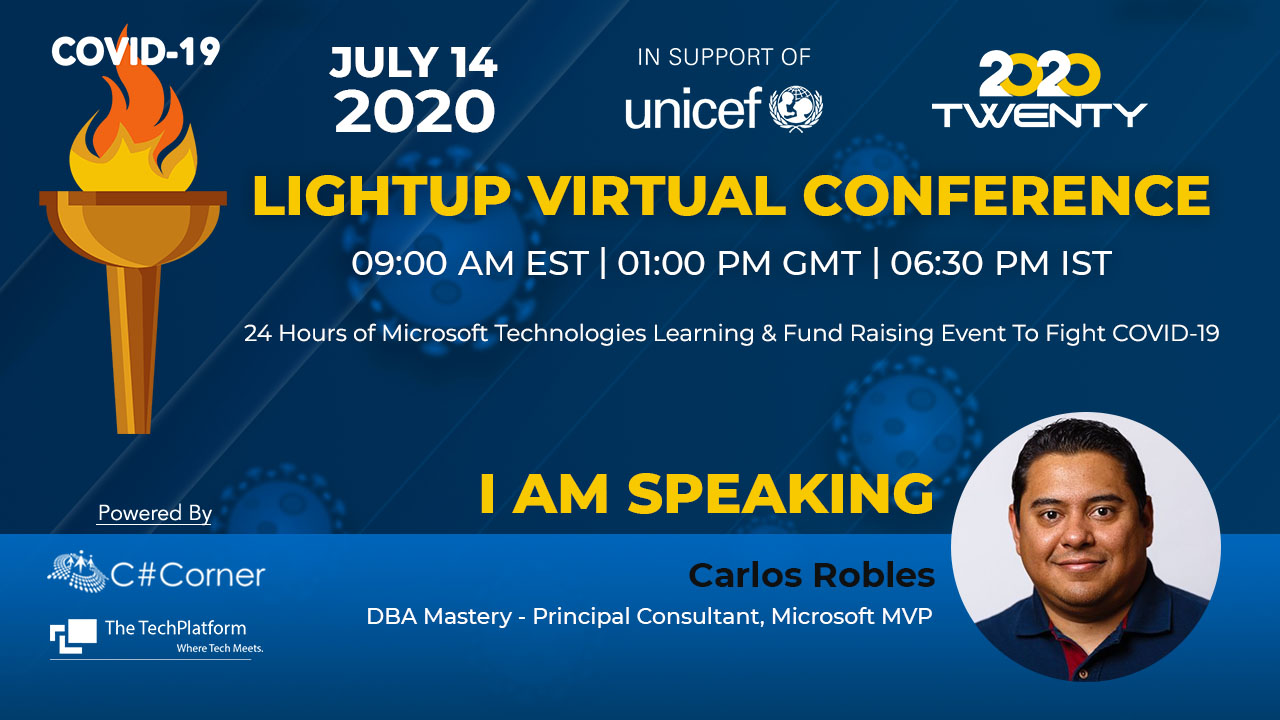 COVID-19
JULY 14
2020
IN SUPPORT OF
unicef
2020
TWENTY
LIGHTUP VIRTUAL CONFERENCE
09:00 AM EST | 01:00 PM GMT | 06:30 PM IST
24 Hours of Microsoft Technologies Learning & Fund Raising Event To Fight COVID-19
I AM SPEAKING
Carlos Robles
DBA Mastery - Principal Consultant, Microsoft MVP
Powered By
C#Corner
The TechPlatform
Where Tech Meets.